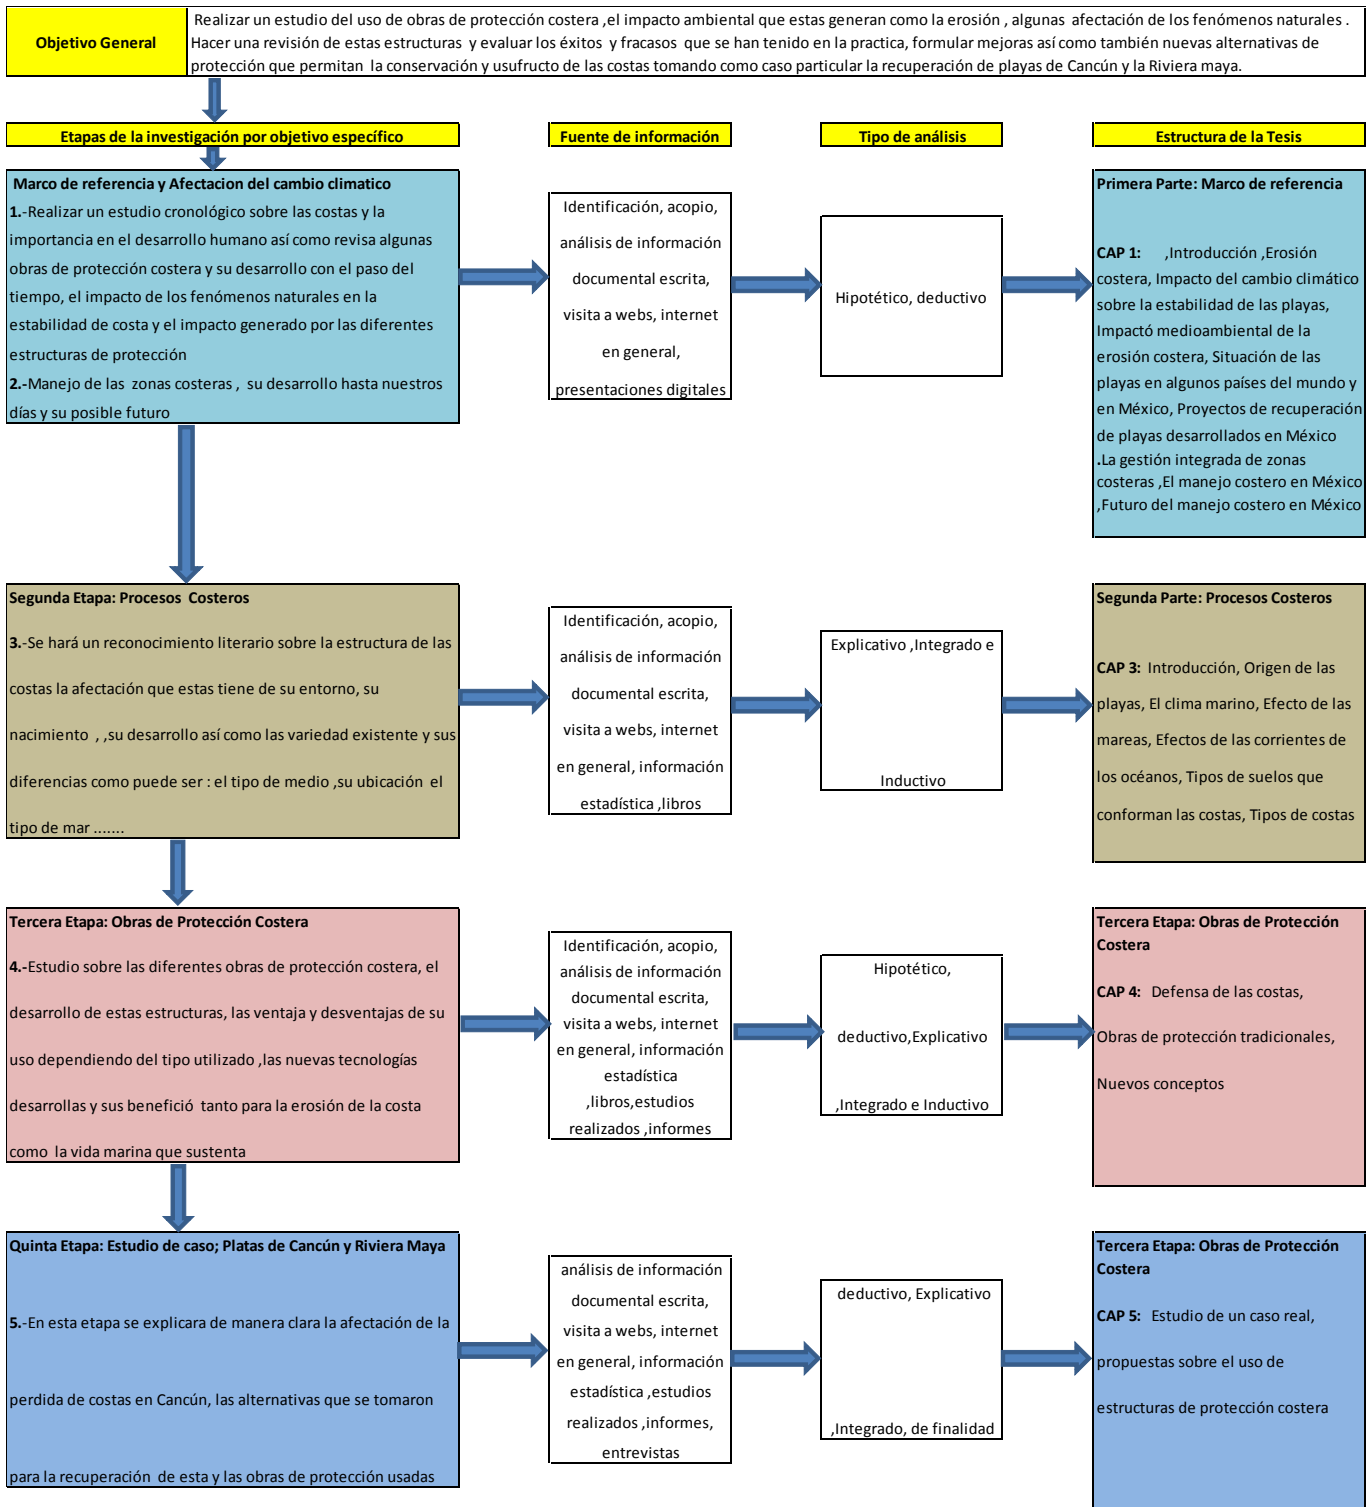 Objetivo General
Realizar un estudio del uso de obras de protección costera ,el impacto ambiental que estas generan como la erosión , algunas afectación de los fenómenos naturales .
Hacer una revisión de estas estructuras y evaluar los éxitos y fracasos que se han tenido en la practica, formular mejoras así como también nuevas alternativas de
protección que permitan la conservación y usufructo de las costas tomando como caso particular la recuperación de playas de Cancún y la Riviera maya.
Etapas de la investigación por objetivo específico
Fuente de información
Tipo de análisis
Estructura de la Tesis
Marco de referencia y Afectacion del cambio climatico
1.-Realizar un estudio cronológico sobre las costas y la
importancia en el desarrollo humano así como revisa algunas
obras de protección costera y su desarrollo con el paso del
tiempo, el impacto de los fenómenos naturales en la
estabilidad de costa y el impacto generado por las diferentes
estructuras de protección
2.-Manejo de las zonas costeras , su desarrollo hasta nuestros
días y su posible futuro
Identificación, acopio,
análisis de información
documental escrita,
visita a webs, internet
en general,
presentaciones digitales
Hipotético, deductivo
Primera Parte: Marco de referencia
CAP 1: ,Introducción ,Erosión
costera, Impacto del cambio climático
sobre la estabilidad de las playas,
Impactó medioambiental de la
erosión costera, Situación de las
playas en algunos países del mundo y
en México, Proyectos de recuperación
de playas desarrollados en México
.La gestión integrada de zonas
costeras ,El manejo costero en México
,Futuro del manejo costero en México
Segunda Etapa: Procesos Costeros
3.-Se hará un reconocimiento literario sobre la estructura de las
costas la afectación que estas tiene de su entorno, su
nacimiento , ,su desarrollo así como las variedad existente y sus
diferencias como puede ser : el tipo de medio ,su ubicación el
tipo de mar .......
Identificación, acopio,
análisis de información
documental escrita,
visita a webs, internet
en general, información
estadística ,libros
Explicativo ,Integrado e
Inductivo
Segunda Parte: Procesos Costeros
CAP 3: Introducción, Origen de las
playas, El clima marino, Efecto de las
mareas, Efectos de las corrientes de
los océanos, Tipos de suelos que
conforman las costas, Tipos de costas
Tercera Etapa: Obras de Protección Costera
4.-Estudio sobre las diferentes obras de protección costera, el
desarrollo de estas estructuras, las ventaja y desventajas de su
uso dependiendo del tipo utilizado ,las nuevas tecnologías
desarrollas y sus benefició tanto para la erosión de la costa
como la vida marina que sustenta
Identificación, acopio,
análisis de información
documental escrita,
visita a webs, internet
en general, información
estadística
,libros,estudios
realizados ,informes
Hipotético,
deductivo,Explicativo
,Integrado e Inductivo
Tercera Etapa: Obras de Protección
Costera
CAP 4: Defensa de las costas,
Obras de protección tradicionales,
Nuevos conceptos
Quinta Etapa: Estudio de caso; Platas de Cancún y Riviera Maya
5.-En esta etapa se explicara de manera clara la afectación de la
perdida de costas en Cancún, las alternativas que se tomaron
para la recuperación de esta y las obras de protección usadas
análisis de información
documental escrita,
visita a webs, internet
en general, información
estadística ,estudios
realizados ,informes,
entrevistas
deductivo, Explicativo
,Integrado, de finalidad
Tercera Etapa: Obras de Protección
Costera
CAP 5: Estudio de un caso real,
propuestas sobre el uso de
estructuras de protección costera